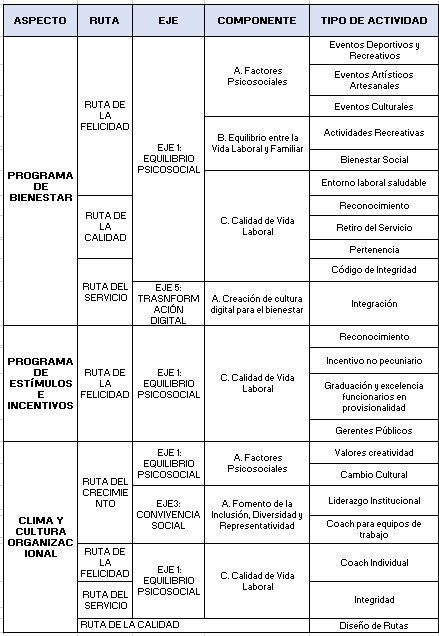 ASPECTO RUTA EJE COMPONENTE TIPO DE ACTIVIDAD
PROGRAMA
DE
BIENESTAR
RUTA DE
LA
FELICIDAD
EJE 1:
EQUILIBRIO
PSICOSOCIAL
A. Factores
Psicosociales
Eventos Deportivos y
Recreativos
Eventos Artísticos
Artesanales
Eventos Culturales
B. Equilibrio entre la
Vida Laboral y Familiar
Actividades Recreativas
Bienestar Social
C. Calidad de Vida
Laboral
Entorno laboral saludable
RUTA DE
LA
CALIDAD
Reconocimiento
Retiro del Servicio
Pertenencia
RUTA DEL
SERVICIO
Código de Integridad
EJE 5:
TRASNFORM
ACIÓN
DIGITAL
A. Creación de cultura
digital para el bienestar
Integración
PROGRAMA
DE
ESTÍMULOS
E
INCENTIVOS
RUTA DE
LA
FELICIDAD
EJE 1:
EQUILIBRIO
PSICOSOCIAL
C. Calidad de Vida
Laboral
Reconocimiento
Incentivo no pecuniario
Graduación y excelencia
funcionarios en
provisionalidad
Gerentes Públicos
CLIMA Y
CULTURA
ORGANIZAC
IONAL
RUTA DEL
CRECIMIE
NTO
EJE 1:
EQUILIBRIO
PSICOSOCIAL
A. Factores
Psicosociales
Valores creatividad
Cambio Cultural
EJE3:
CONVIVENCIA
SOCIAL
A. Fomento de la
Inclusión, Diversidad y
Representatividad
Liderazgo Institucional
Coach para equipos de
trabajo
RUTA DE
LA
FELICIDAD
EJE 1:
EQUILIBRIO
PSICOSOCIAL
C. Calidad de Vida
Laboral
Coach Individual
RUTA DEL
SERVICIO
Integridad
RUTA DE LA CALIDAD
Diseño de Rutas